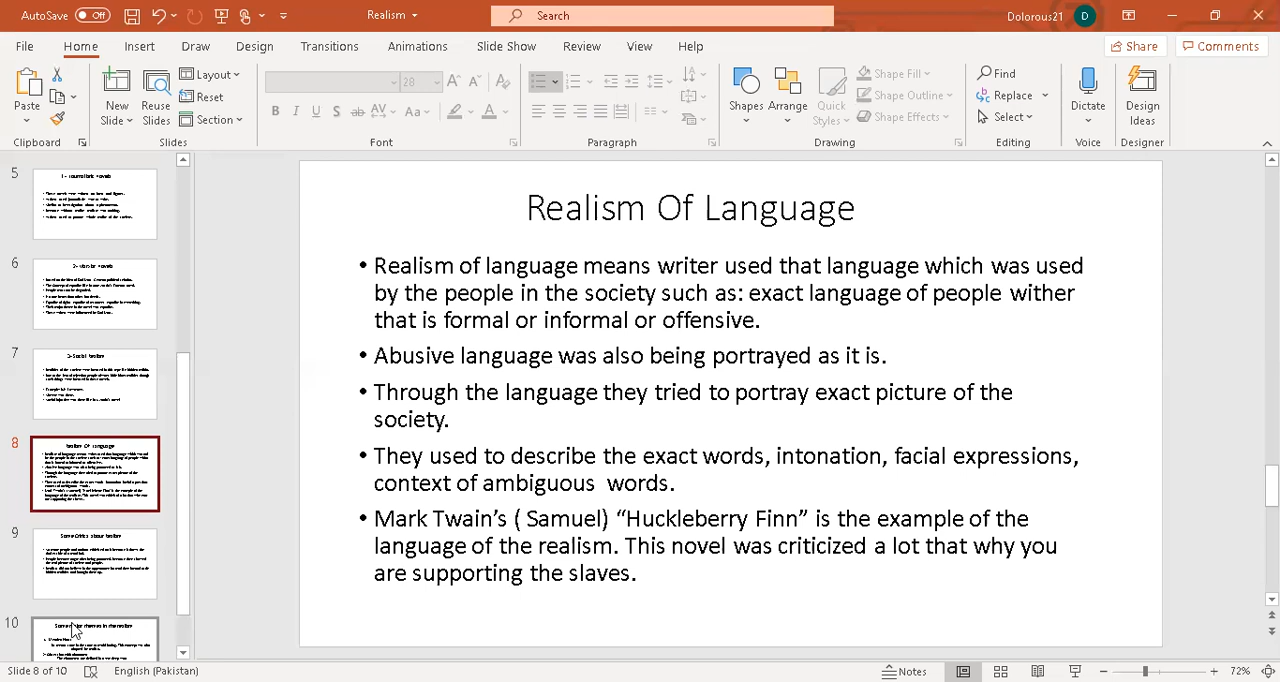 AutoSave Off Realism Search Dolorous21 D
File Home Insert Draw Design Transitions Animations Slide Show Review View Help Share Comments
Paste New Slide Reuse Slides Layout Reset Section 28 Shapes Arrange Quick Styles Shape Fill Shape Outline Shape Effects Find Replace Select Dictate Design Ideas
Clipboard Slides Font Paragraph Drawing Editing Voice Designer
5
6
7
8
9
10
Realism Of Language
• Realism of language means writer used that language which was used
by the people in the society such as: exact language of people wither
that is formal or informal or offensive.
• Abusive language was also being portrayed as it is.
• Through the language they tried to portray exact picture of the
society.
• They used to describe the exact words, intonation, facial expressions,
context of ambiguous words.
• Mark Twain’s ( Samuel) “Huckleberry Finn” is the example of the
language of the realism. This novel was criticized a lot that why you
are supporting the slaves.
Slide 8 of 10 English (Pakistan) Notes 72%